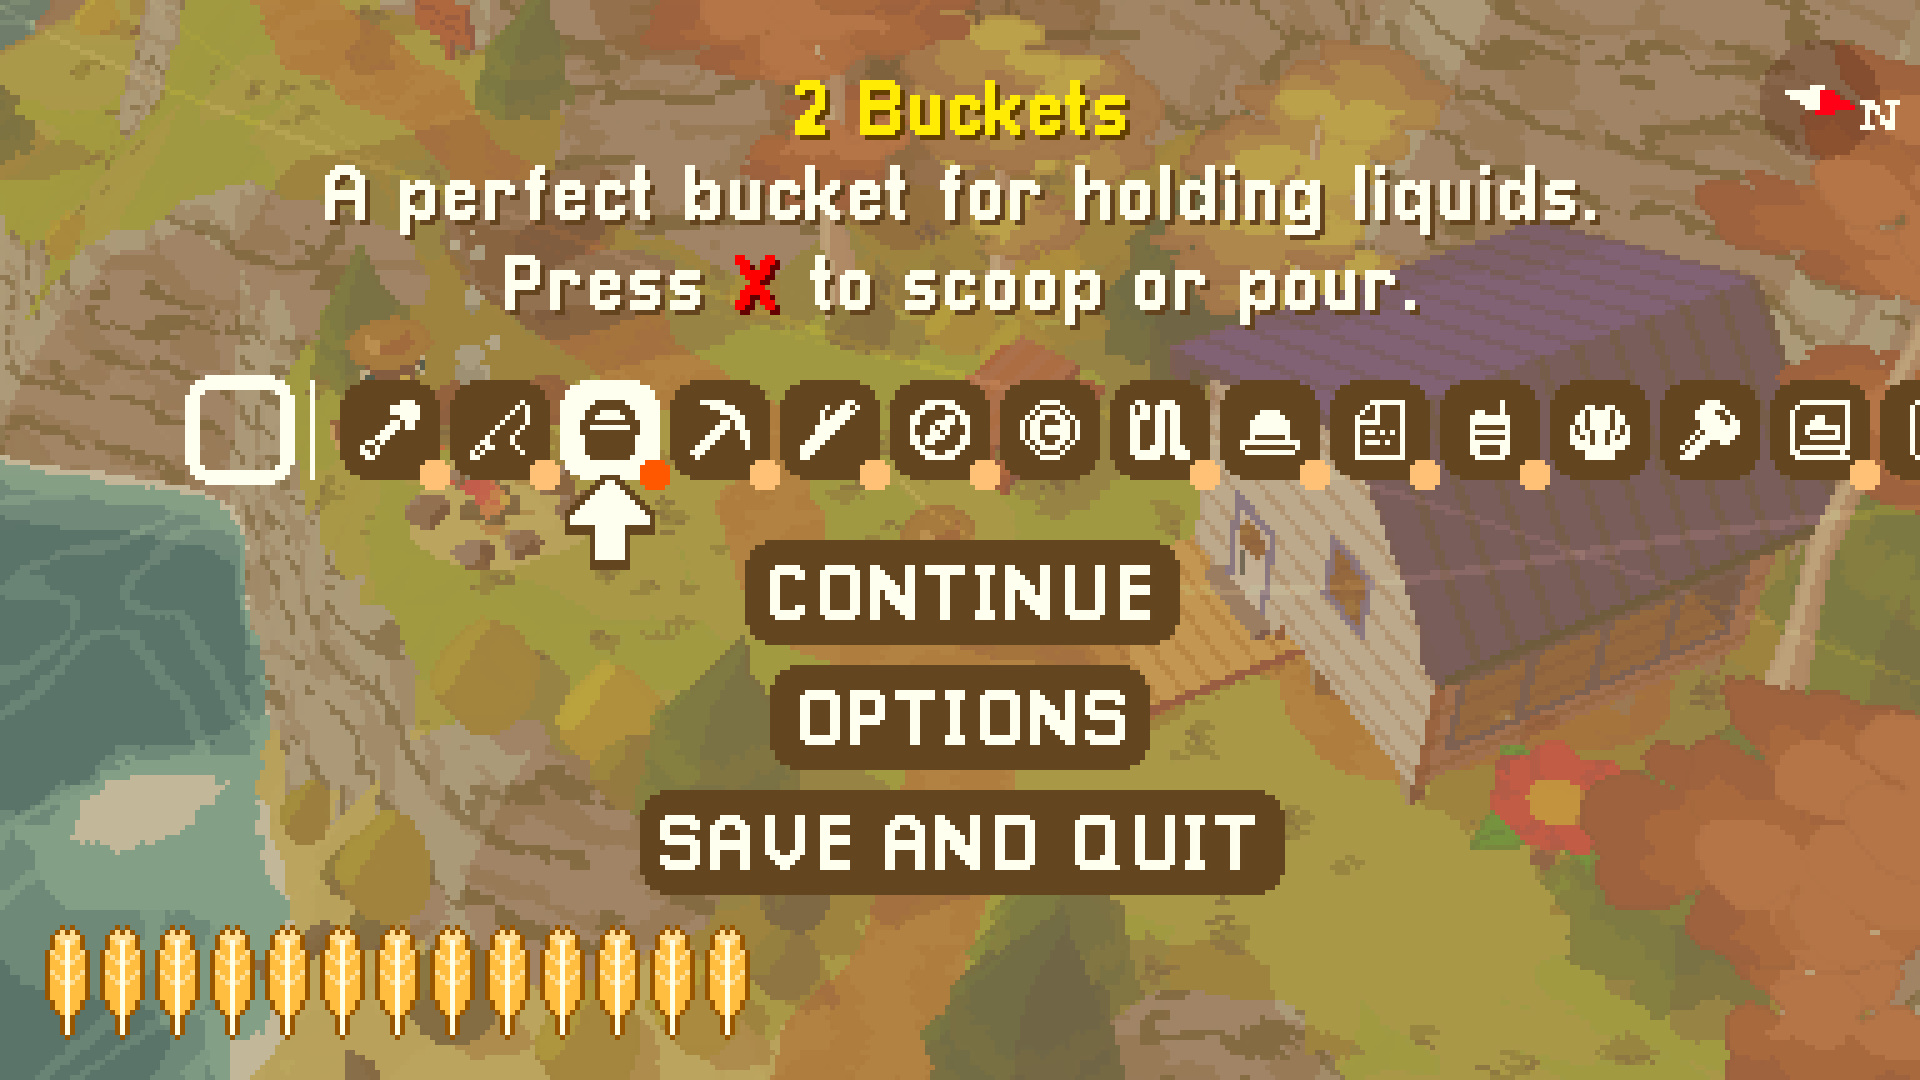 2 Buckets
A perfect bucket for holding liquids.
Press X to scoop or pour.
N
CONTINUE
OPTIONS
SAVE AND QUIT